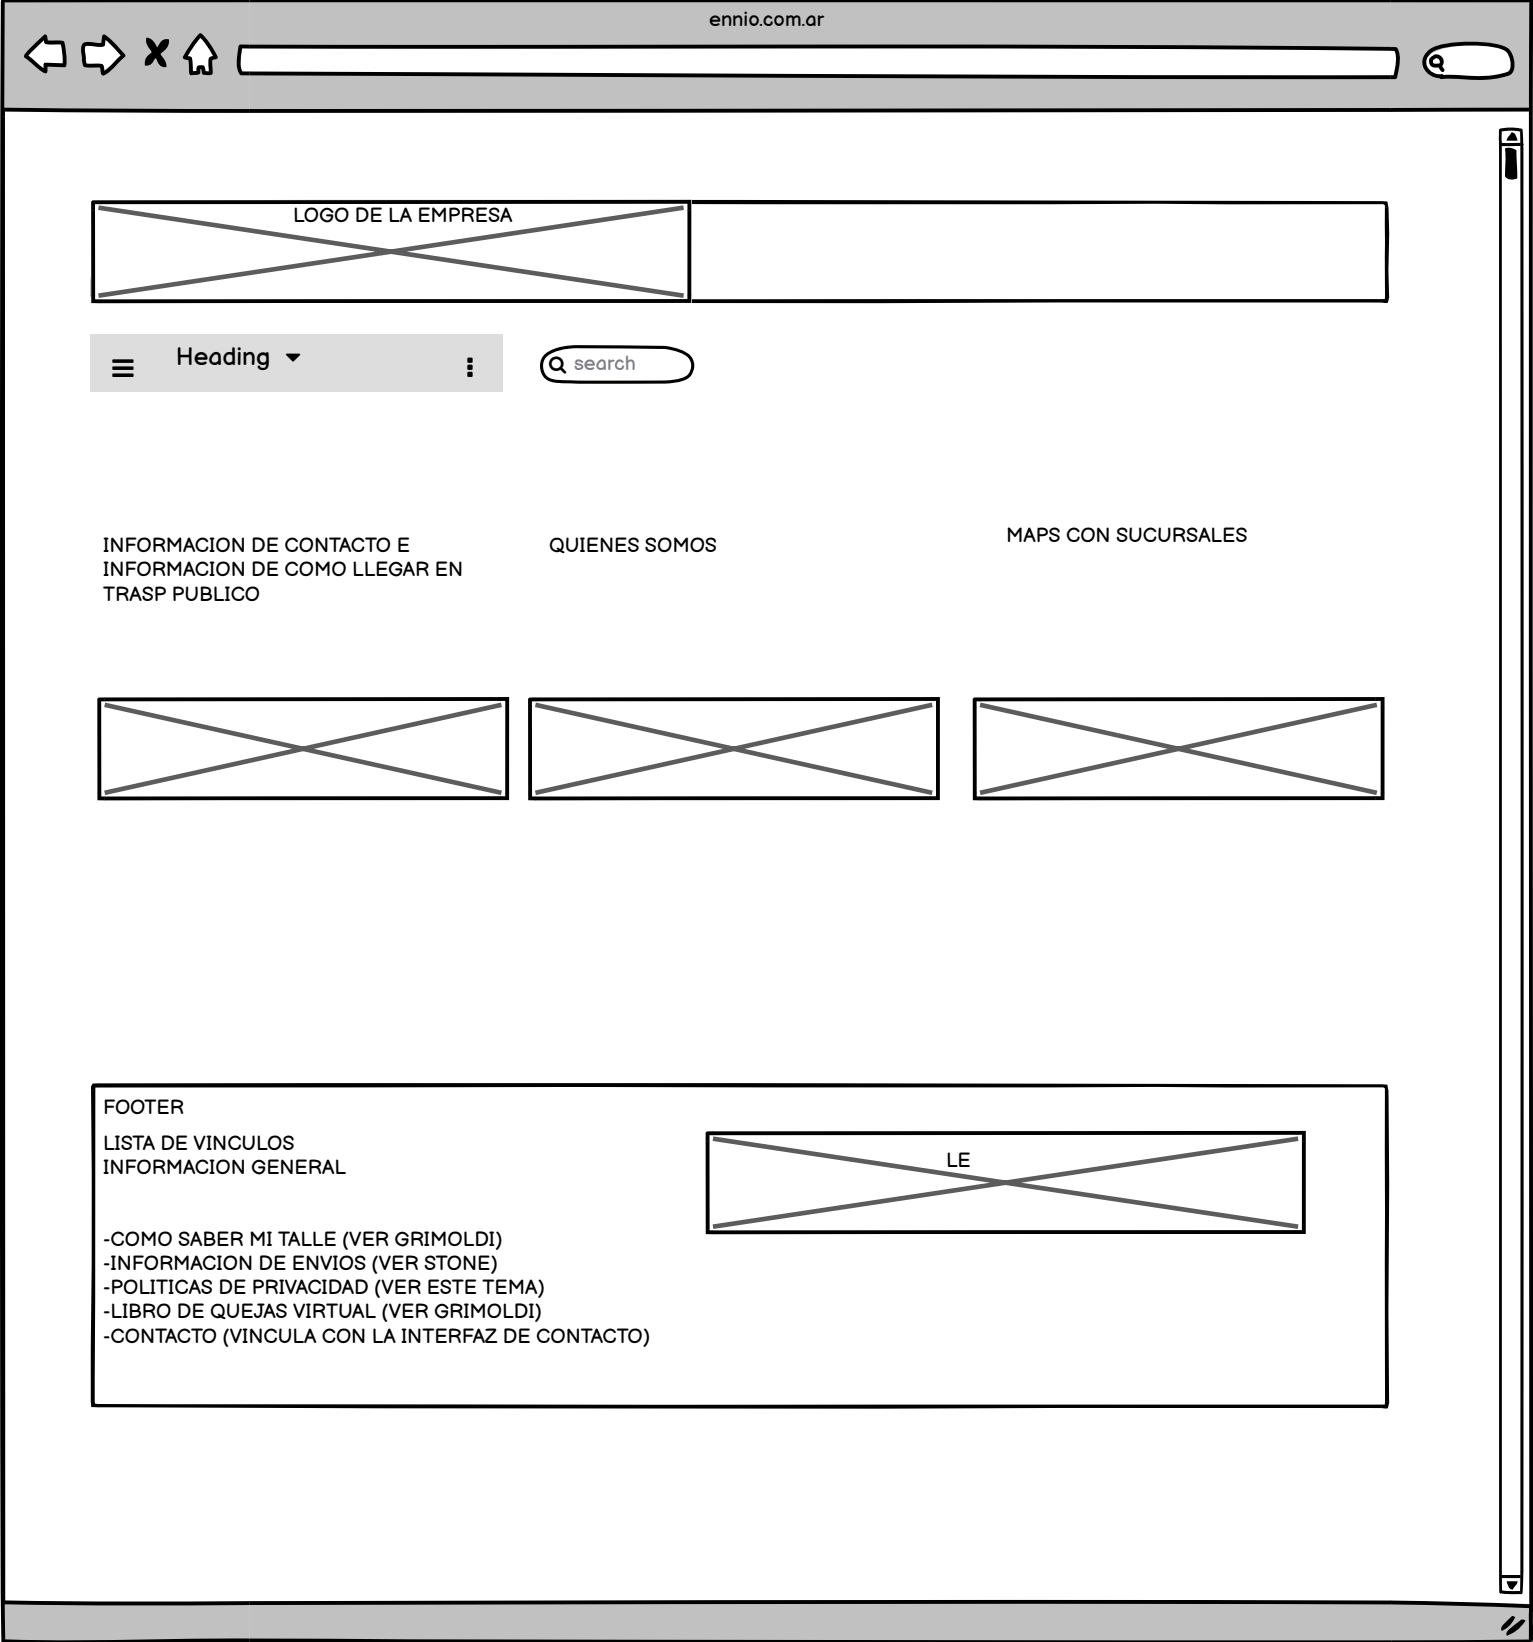 ennio.com.ar
LOGO DE LA EMPRESA
Heading
search
INFORMACION DE CONTACTO E
INFORMACION DE COMO LLEGAR EN
TRASP PUBLICO
QUIENES SOMOS
MAPS CON SUCURSALES
FOOTER
LISTA DE VINCULOS
INFORMACION GENERAL
-COMO SABER MI TALLE (VER GRIMOLDI)
-INFORMACION DE ENVIOS (VER STONE)
-POLITICAS DE PRIVACIDAD (VER ESTE TEMA)
-LIBRO DE QUEJAS VIRTUAL (VER GRIMOLDI)
-CONTACTO (VINCULA CON LA INTERFAZ DE CONTACTO)
LE